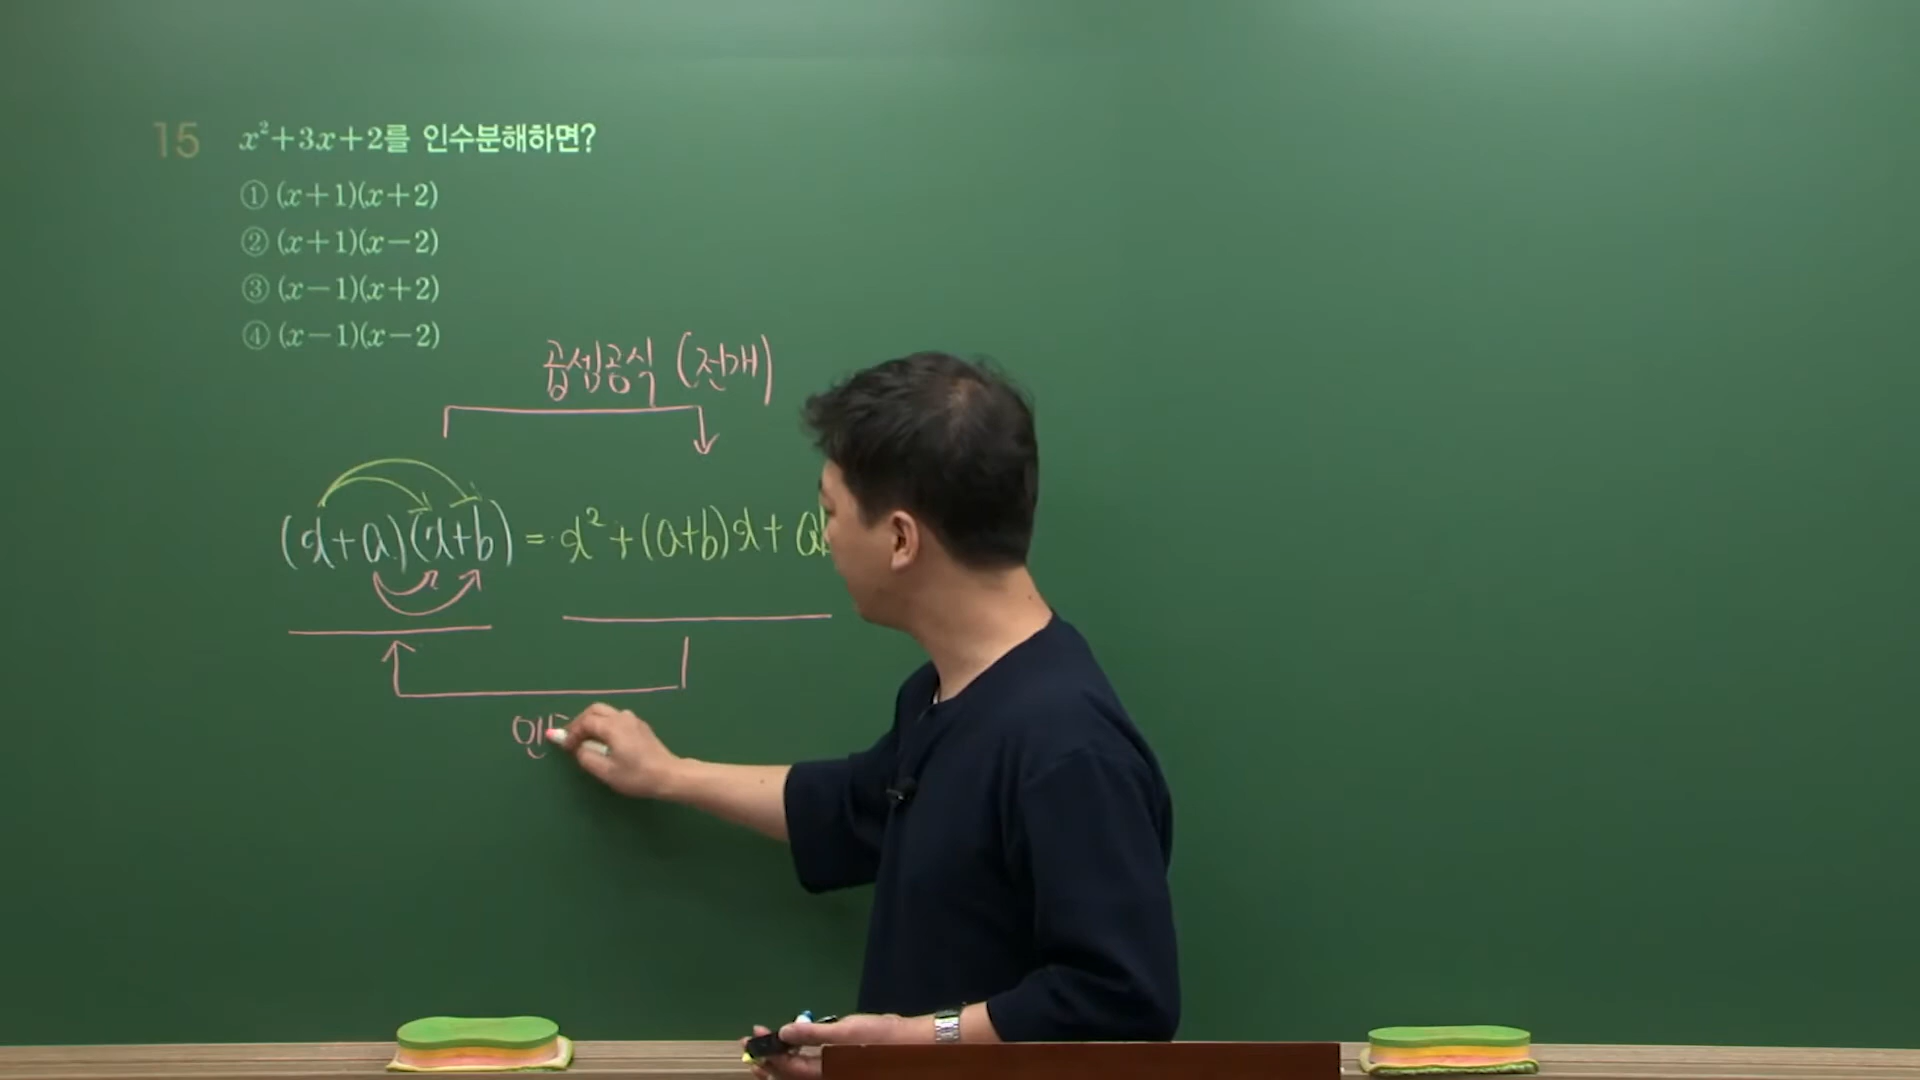 15 x²+3x+2를 인수분해하면?
① (x+1)(x+2)
② (x+1)(x-2)
③ (x-1)(x+2)
④ (x-1)(x-2)
곱셈공식 (전개)
(x+a)(x+b) = x²+(a+b)x+
인